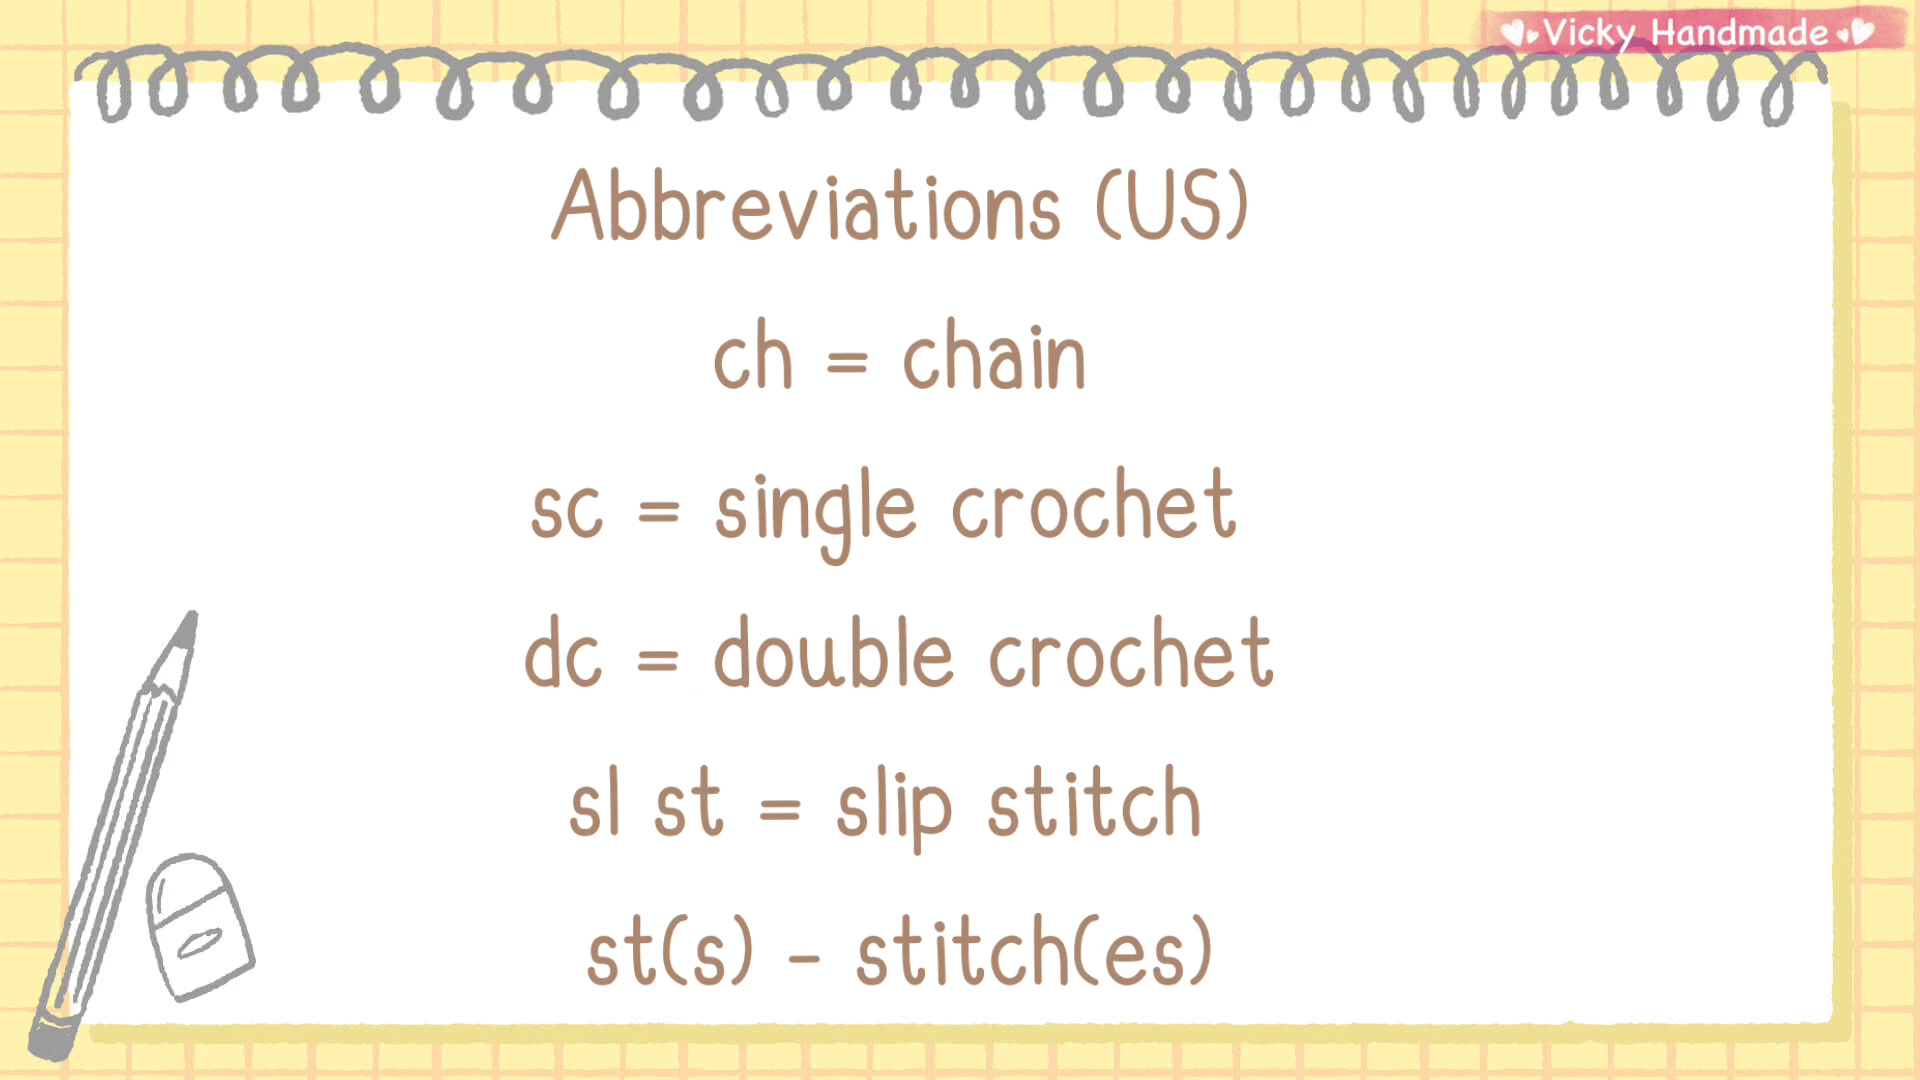 Vicky Handmade
Abbreviations (US)
ch = chain
sc = single crochet
dc = double crochet
sl st = slip stitch
st(s) - stitch(es)